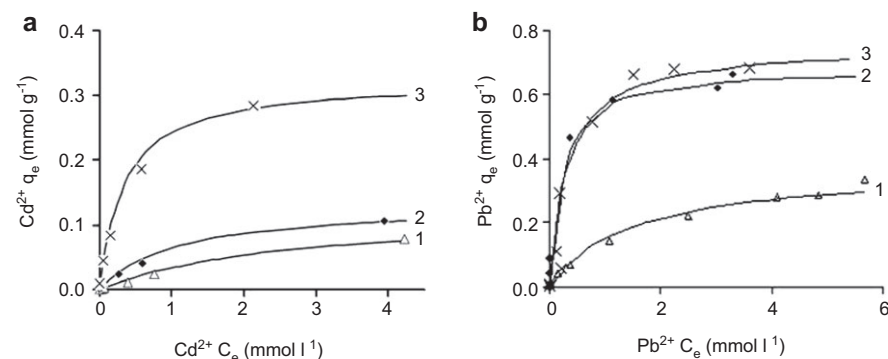 a
Cd²⁺ qₑ (mmol g⁻¹)
0.4
0.3
0.2
0.1
0.0
3
2
1
0 1 2 3 4
Cd²⁺ Cₑ (mmol l ¹)
b
Pb²⁺ qₑ (mmol g⁻¹)
0.8
0.6
0.4
0.2
0.0
3
2
1
0 2 4 6
Pb²⁺ Cₑ (mmol l ¹)